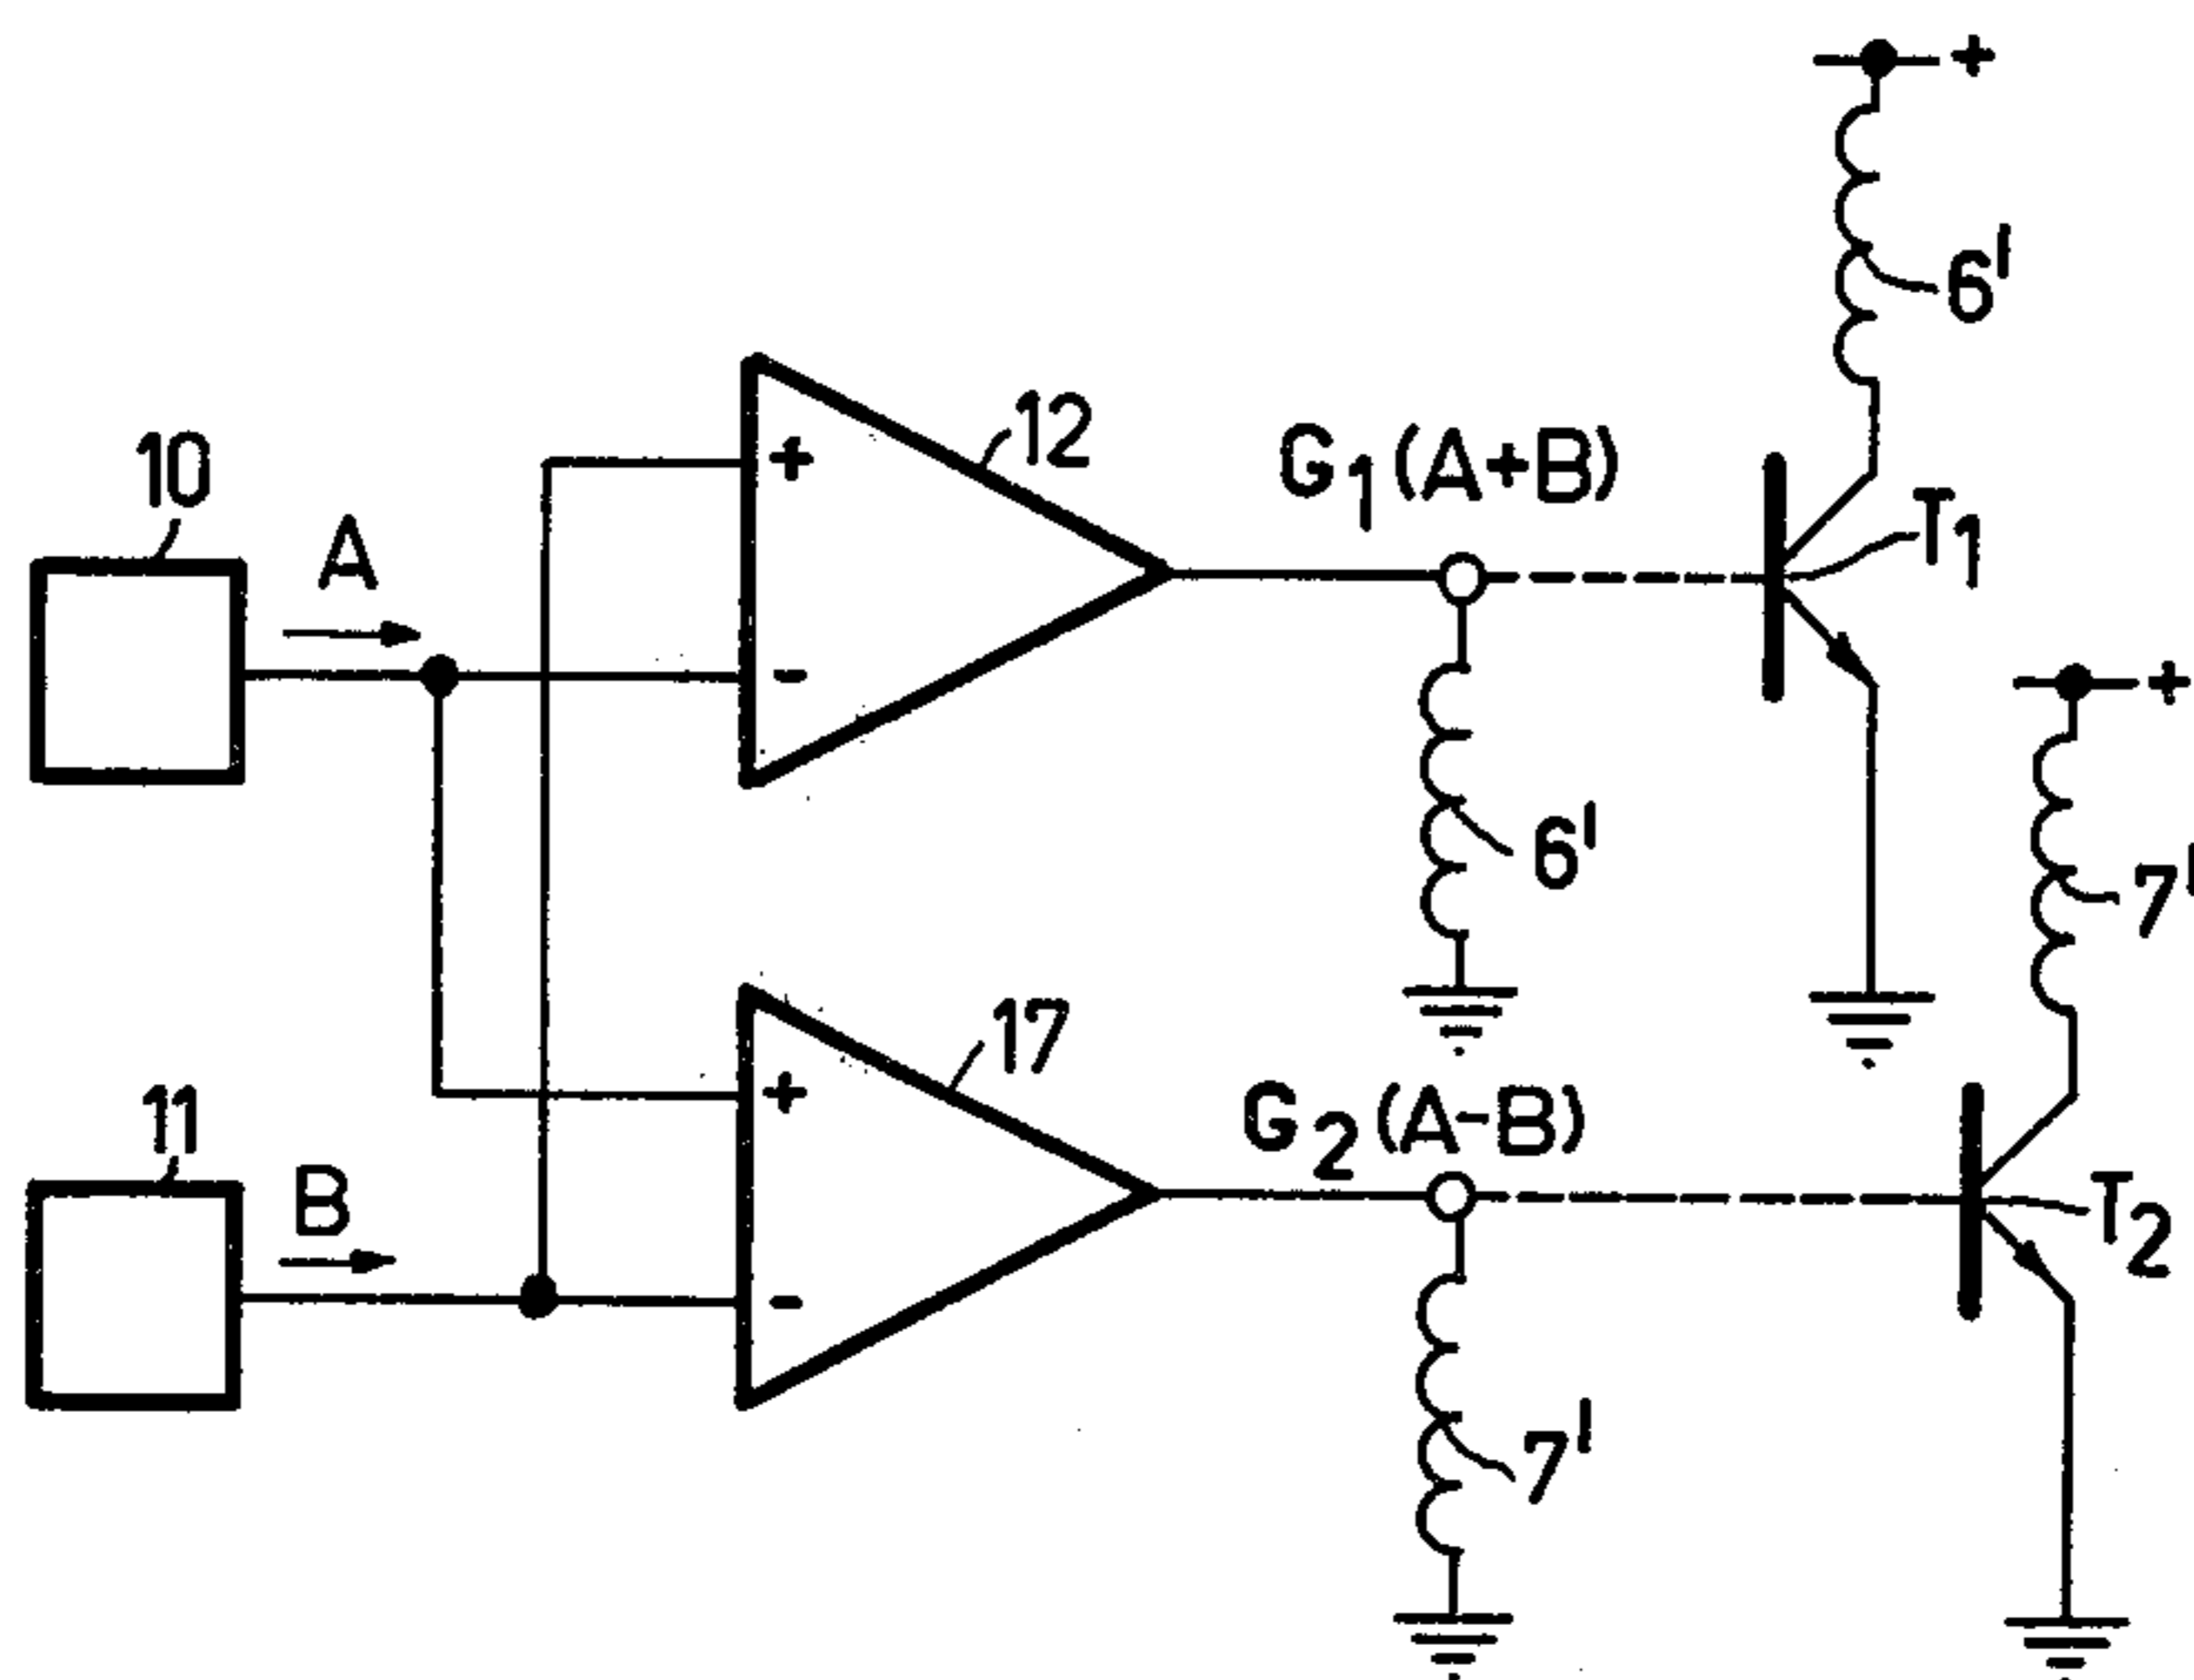 +
6'
12
10
G1 (A+B)
A
T1
+
+
-
6'
7'
17
11
+
G2 (A-B)
B
T2
-
7'